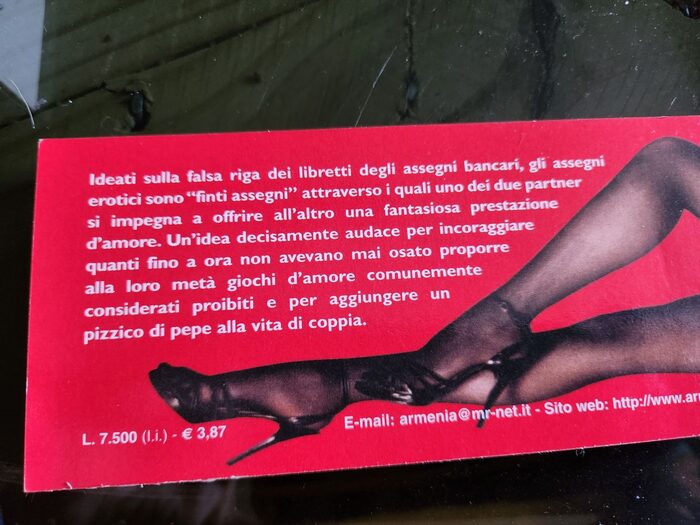 Ideati sulla falsa riga dei libretti degli assegni bancari, gli assegni
erotici sono “finti assegni” attraverso i quali uno dei due partner
si impegna a offrire all’altro una fantasiosa prestazione
d’amore. Un’idea decisamente audace per incoraggiare
quanti fino a ora non avevano mai osato proporre
alla loro metà giochi d’amore comunemente
considerati proibiti e per aggiungere un
pizzico di pepe alla vita di coppia.
E-mail: armenia@mr-net.it - Sito web: http://www.ar
L. 7.500 (I.i.) - € 3,87